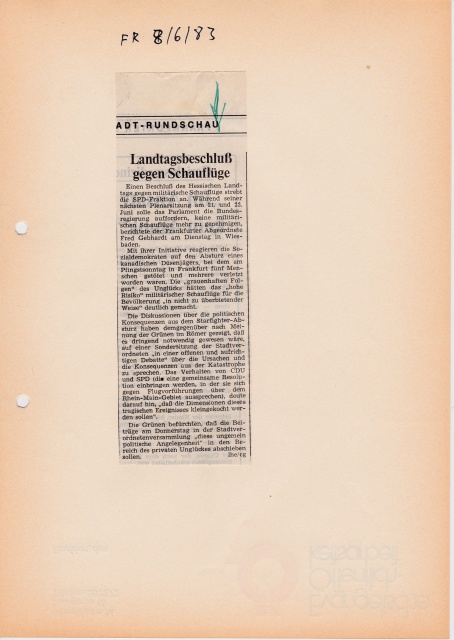 FR 8/6/83
ADT-RUNDSCHAU
Landtagsbeschluß
gegen Schauflüge
Einen Beschluß des Hessischen Land-
tags gegen militärische Schauflüge strebt
die SPD-Fraktion an. Während seiner
nächsten Plenarsitzung am 21. und 22.
Juni solle das Parlament die Bundesre-
gierung auffordern, keine militäri-
schen Schauflüge mehr zu genehmigen,
berichtete der Frankfurter Abgeordnete
Fred Gebhardt am Dienstag in Wies-
baden.
Mit ihrer Initiative reagieren die So-
zialdemokraten auf den Absturz eines
kanadischen Düsenjägers, bei dem am
Pfingstsonntag in Frankfurt fünf Men-
schen getötet und mehrere verletzt
worden waren. Die „grauenhaften Fol-
gen" des Unglücks hätten das „hohe
Risiko" militärischer Schauflüge für die
Bevölkerung „in nicht zu überbietender
Weise" deutlich gemacht.
Die Diskussionen über die politischen
Konsequenzen aus dem Starfighter-Ab-
sturz haben demgegenüber nach Mei-
nung der Grünen im Römer gezeigt, daß
es dringend notwendig gewesen wäre,
auf einer Sondersitzung der Stadtver-
ordneten „in einer offenen und aufrichti-
gen Debatte" über die Ursachen und
die Konsequenzen aus der Katastrophe
zu sprechen. Das Verhalten von CDU
und SPD (die eine gemeinsame Resolu-
tion einbringen werden, in der sie sich
gegen Flugvorführungen über dem
Rhein-Main-Gebiet aussprechen), deute
darauf hin, „daß die Dimensionen dieses
tragischen Ereignisses kleingekocht wer-
den sollen".
Die Grünen befürchten, daß die Bei-
träge am Donnerstag in der Stadtver-
ordnetenversammlung „diese ungemein
politische Angelegenheit" in den Be-
reich des privaten Unglückes abschieben
sollen. lhe/eg